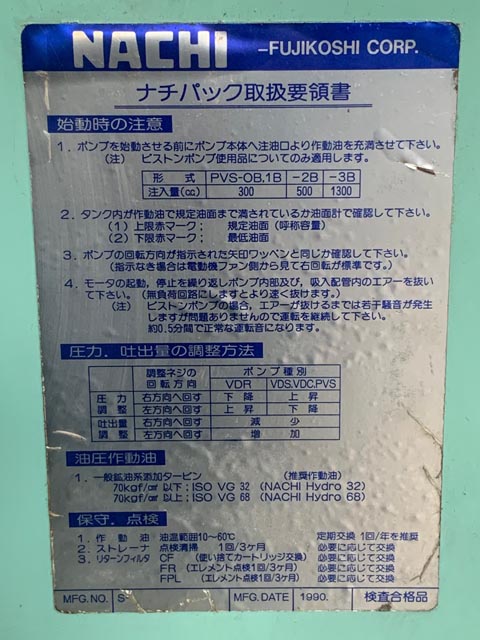 NACHI -FUJIKOSHI CORP.
ナチパック取扱要領書
始動時の注意
1. ポンプを始動させる前にポンプ本体へ注油口より作動油を充満させて下さい。
(注) ピストンポンプ使用品についてのみ適用します。
形式 PVS-0B,1B -2B -3B
注入量(cc) 300 500 1300
2. タンク内が作動油で規定油面まで満されているか油面計で確認して下さい。
(1) 上限赤マーク; 規定油面 (呼称容量)
(2) 下限赤マーク; 最低油面
3. ポンプの回転方向が指示された矢印ワッペンと同じか確認して下さい。
(指示なき場合は電動機ファン側から見て右回転が標準です。)
4. モータの起動, 停止を繰り返しポンプ内部及び, 吸入配管内のエアーを抜い
て下さい。(無負荷回路にしますとより速く抜けます。)
(注) ピストンポンプの場合, エアーが抜けるまでは若干騒音が発生
しますが問題ありませんので運転を継続して下さい。
約0.5分間で正常な運転音になります。
圧力, 吐出量の調整方法
調整ネジの回転方向 ポンプ種別
VDR VDS.VDC.PVS
圧力調整 右方向へ回す 下降 上昇
左方向へ回す 上昇 下降
吐出量調整 右方向へ回す 減少
左方向へ回す 増加
油圧作動油
1. 一般鉱油系添加タービン (推奨作動油)
70kgf/㎠ 以下; ISO VG 32 (NACHI Hydro 32)
70kgf/㎠ 以上; ISO VG 68 (NACHI Hydro 68)
保守, 点検
1. 作動油 油温範囲10~60℃ 定期交換 1回/年を推奨
2. ストレーナ 点検清掃 1回/3ヶ月 必要に応じて交換
3. リターンフィルタ CF (使い捨てカートリッジ交換) 必要に応じて交換
FR (エレメント点検1回/3ヶ月) 必要に応じて交換
FPL (エレメント点検1回/3ヶ月) 必要に応じて交換
MFG.NO. S- MFG.DATE 1990. 検査合格品